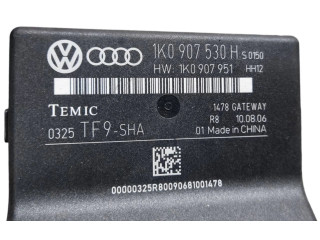 1K0 907 530 H S 0150
HW: 1K0 907 951 HH12
TEMIC
1478 GATEWAY
R8 10.08.06
0325 TF9-SHA
01 Made in CHINA
00000325R80090681001478